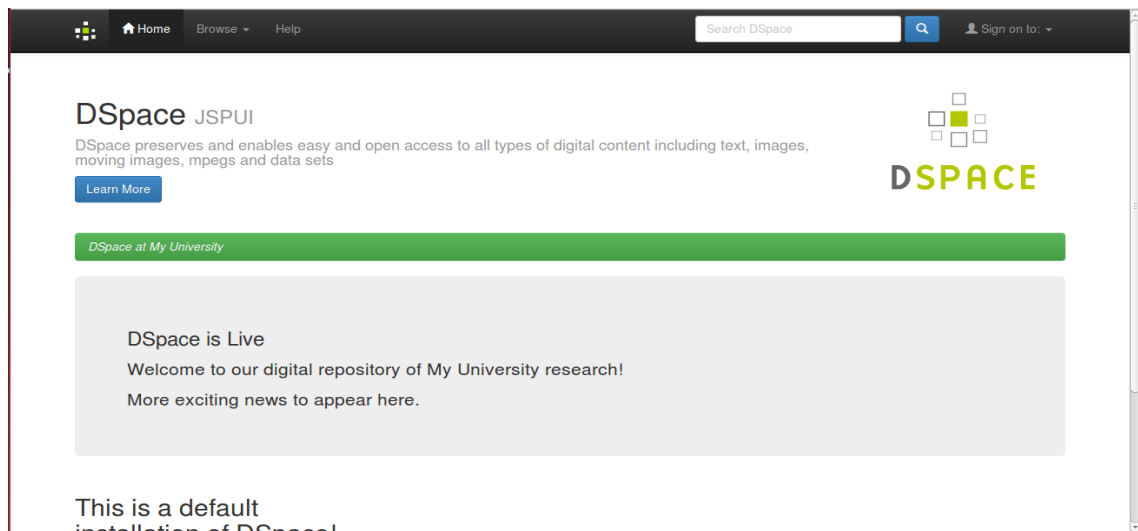 Home Browse Help Search DSpace Sign on to:
DSpace JSPUI
DSpace preserves and enables easy and open access to all types of digital content including text, images,
moving images, mpegs and data sets
Learn More
DSPACE
DSpace at My University
DSpace is Live
Welcome to our digital repository of My University research!
More exciting news to appear here.
This is a default
installation of DSpace!